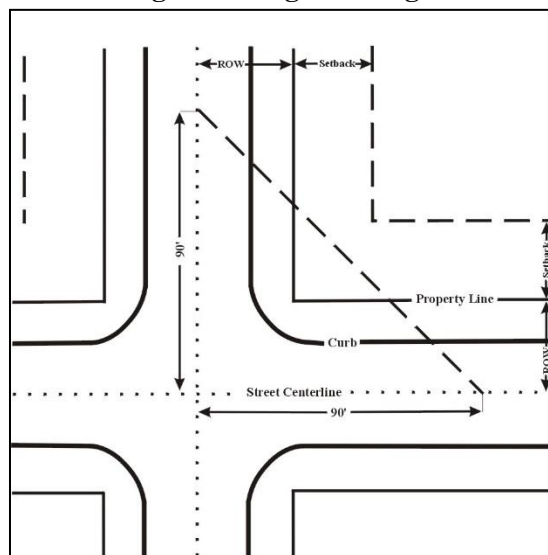 ROW
Setback
90'
Setback
Property Line
Curb
ROW
Street Centerline
90'